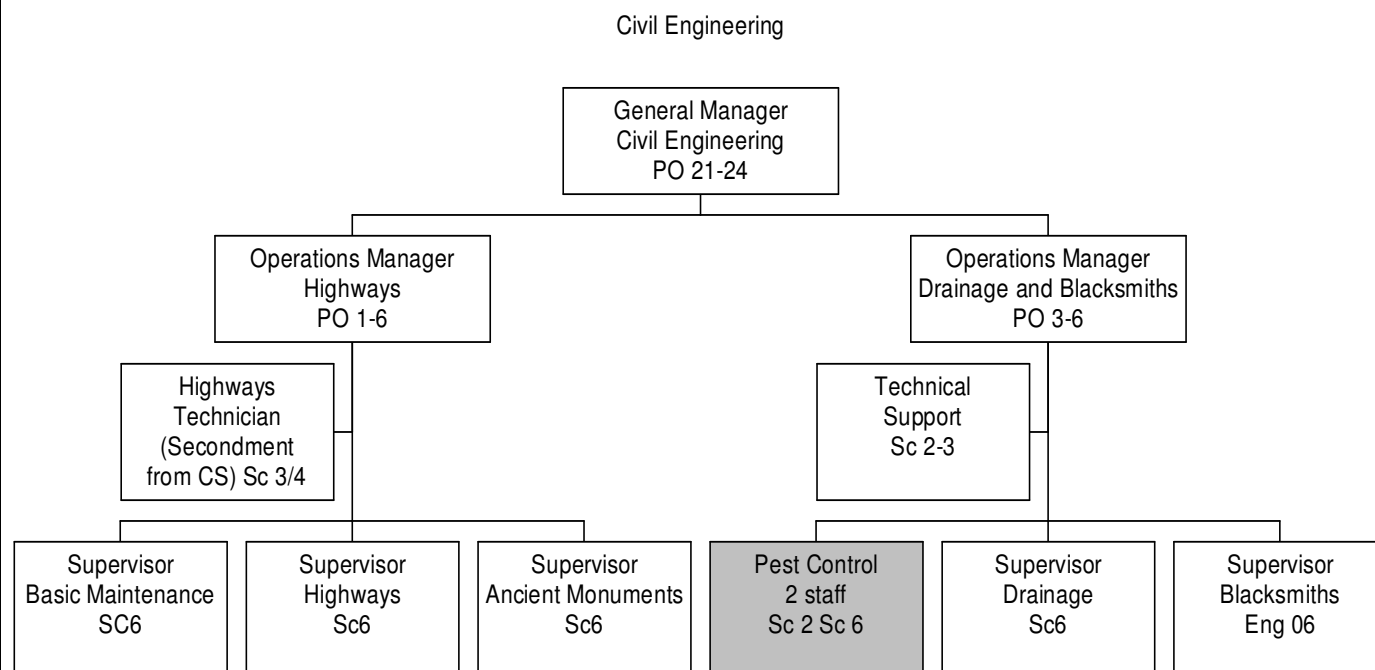 Civil Engineering
General Manager
Civil Engineering
PO 21-24
Operations Manager
Highways
PO 1-6
Operations Manager
Drainage and Blacksmiths
PO 3-6
Highways
Technician
(Secondment
from CS) Sc 3/4
Technical
Support
Sc 2-3
Supervisor
Basic Maintenance
SC6
Supervisor
Highways
Sc6
Supervisor
Ancient Monuments
Sc6
Pest Control
2 staff
Sc 2 Sc 6
Supervisor
Drainage
Sc6
Supervisor
Blacksmiths
Eng 06